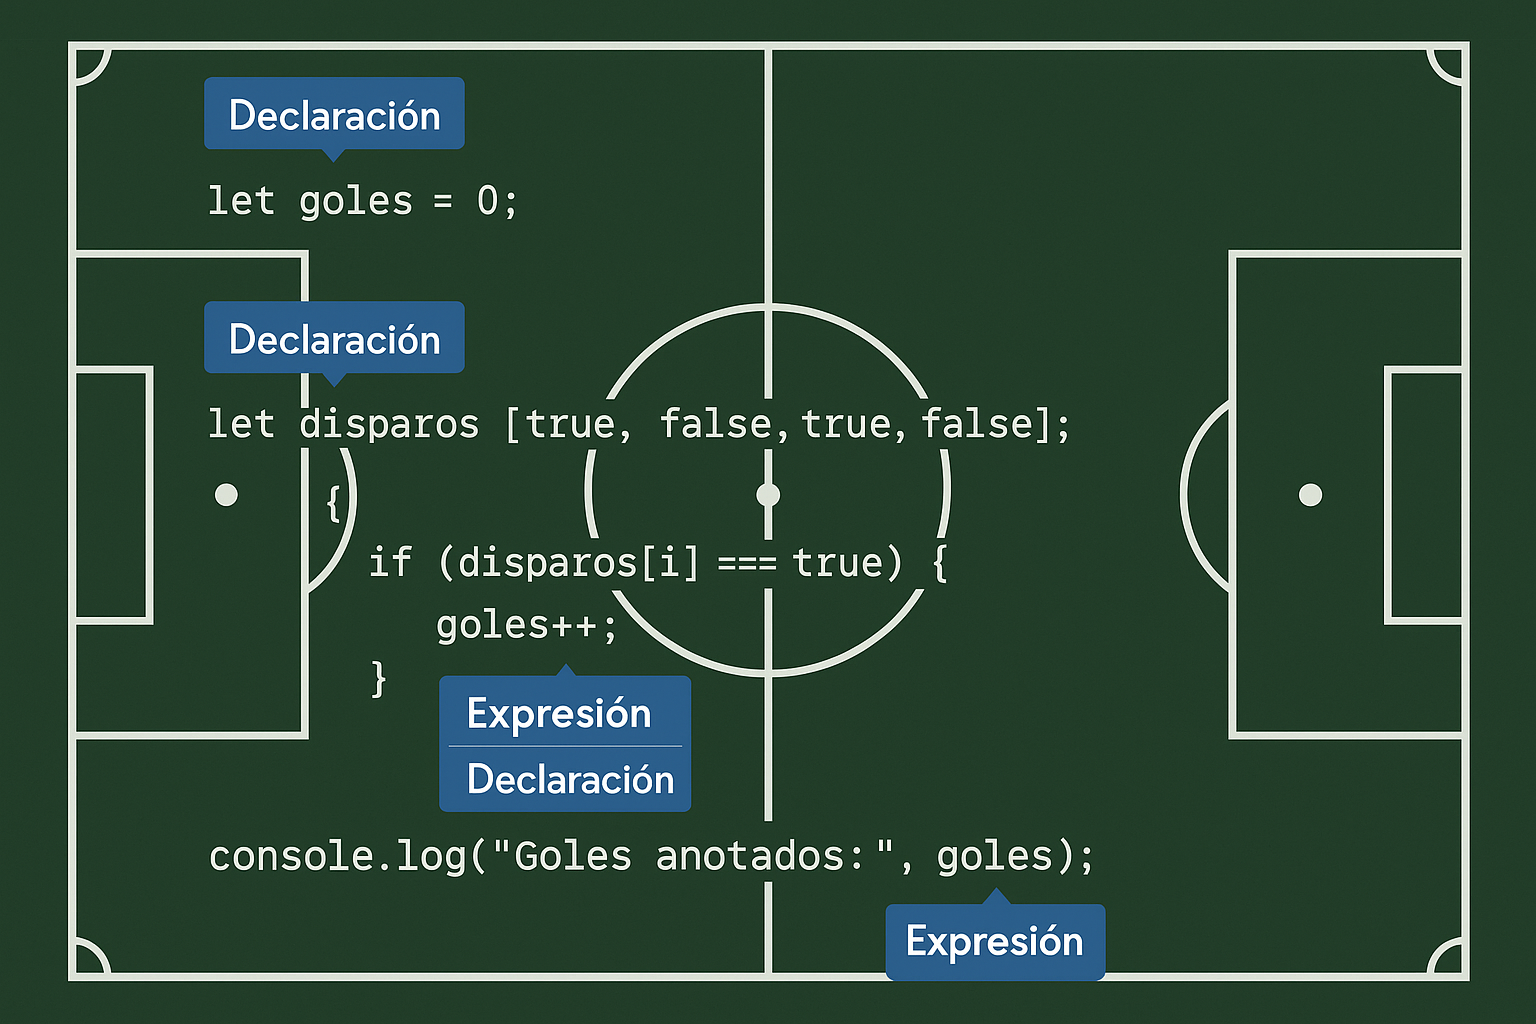 Declaración
let goles = 0;
Declaración
let disparos [true, false, true, false];
{
if (disparos[i] === true) {
goles++;
}
Expresión
Declaración
console.log("Goles anotados:", goles);
Expresión